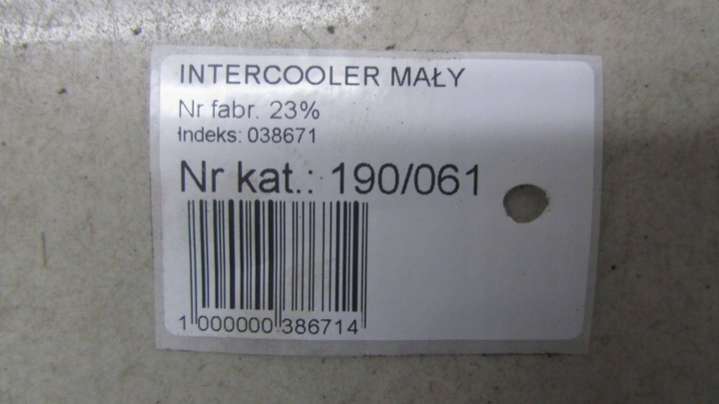 INTERCOOLER MAŁY
Nr fabr. 23%
Indeks: 038671
Nr kat.: 190/061
1 000000 386714